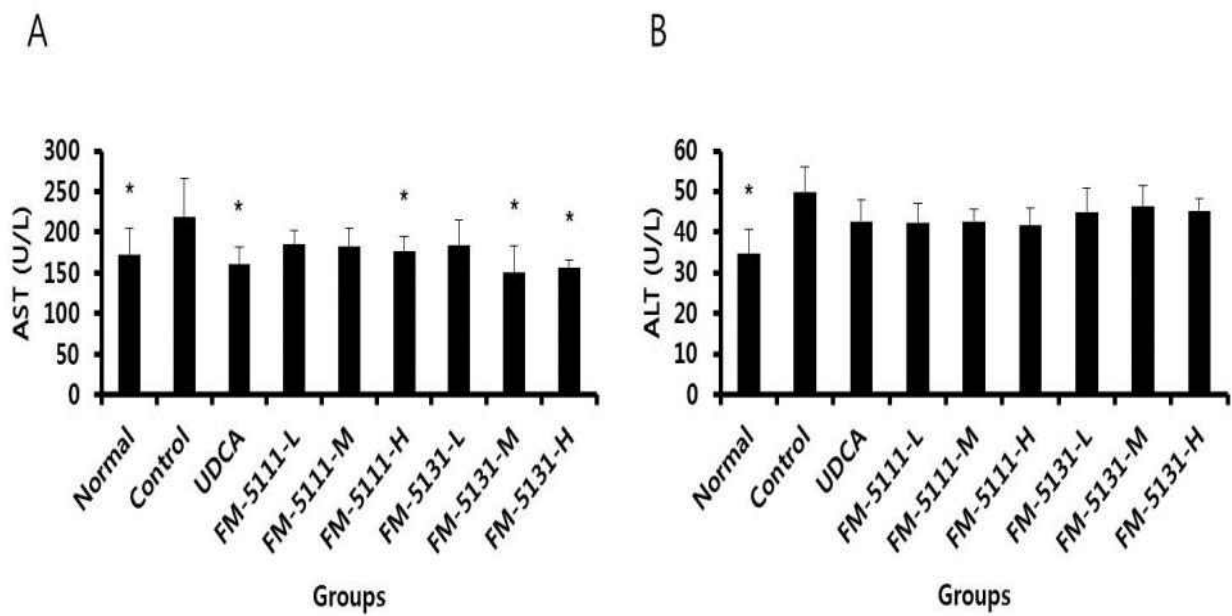 A
AST (U/L)
300
250
200
150
100
50
0
* * * * *
Normal
Control
UDCA
FM-5111-L
FM-5111-M
FM-5111-H
FM-5131-L
FM-5131-M
FM-5131-H
Groups
B
ALT (U/L)
60
50
40
30
20
10
0
*
Normal
Control
UDCA
FM-5111-L
FM-5111-M
FM-5111-H
FM-5131-L
FM-5131-M
FM-5131-H
Groups